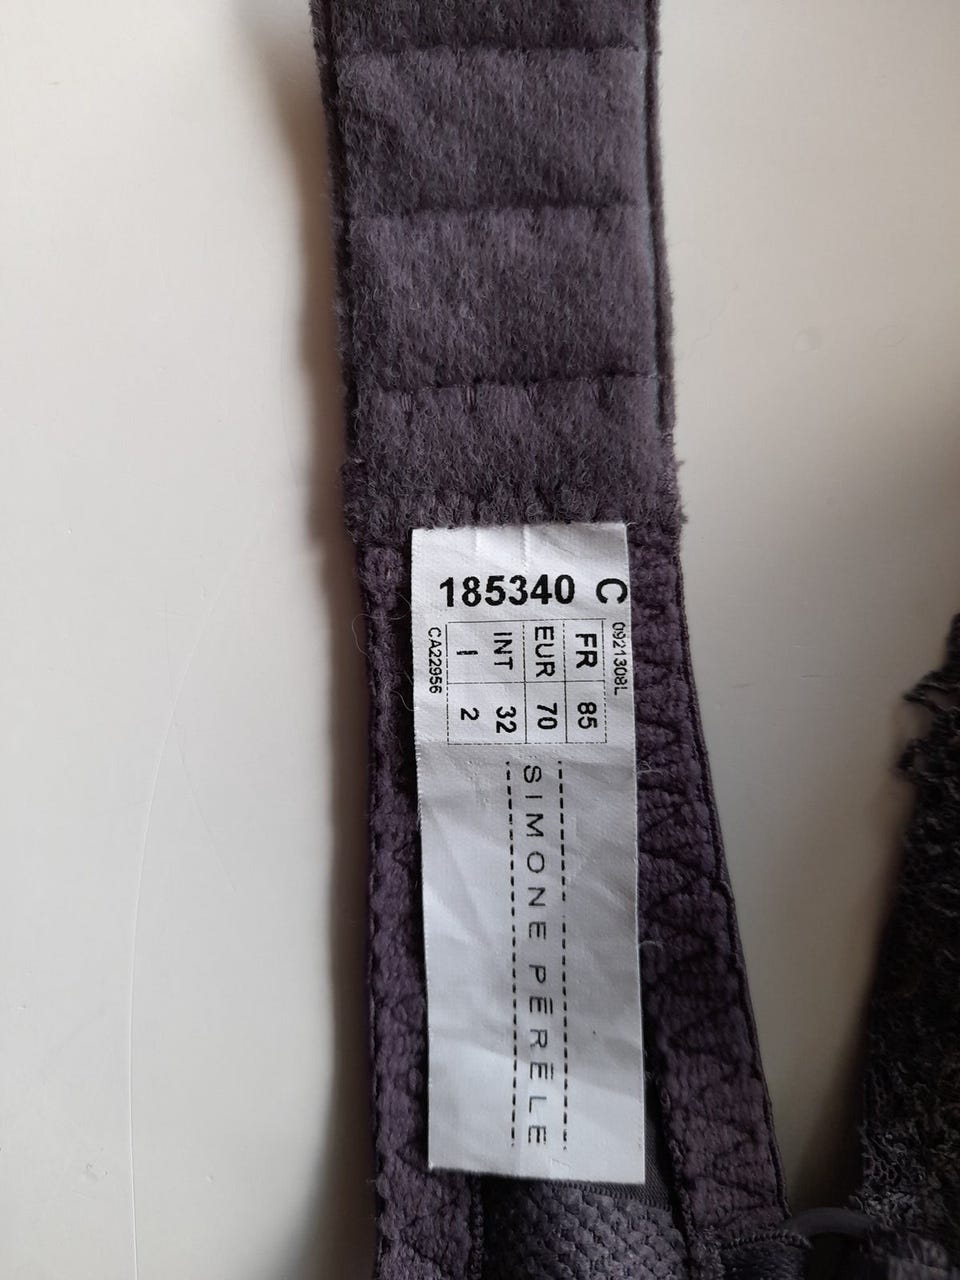 185340 C
0921308L
FR 85
EUR 70
INT 32
I 2
CA22956
SIMONE PÉRÈLE